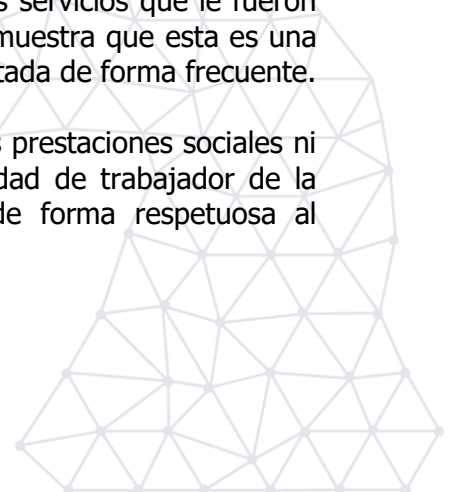 servicios que le fueron
muestra que esta es una
tada de forma frecuente.
prestaciones sociales ni
dad de trabajador de la
de forma respetuosa al